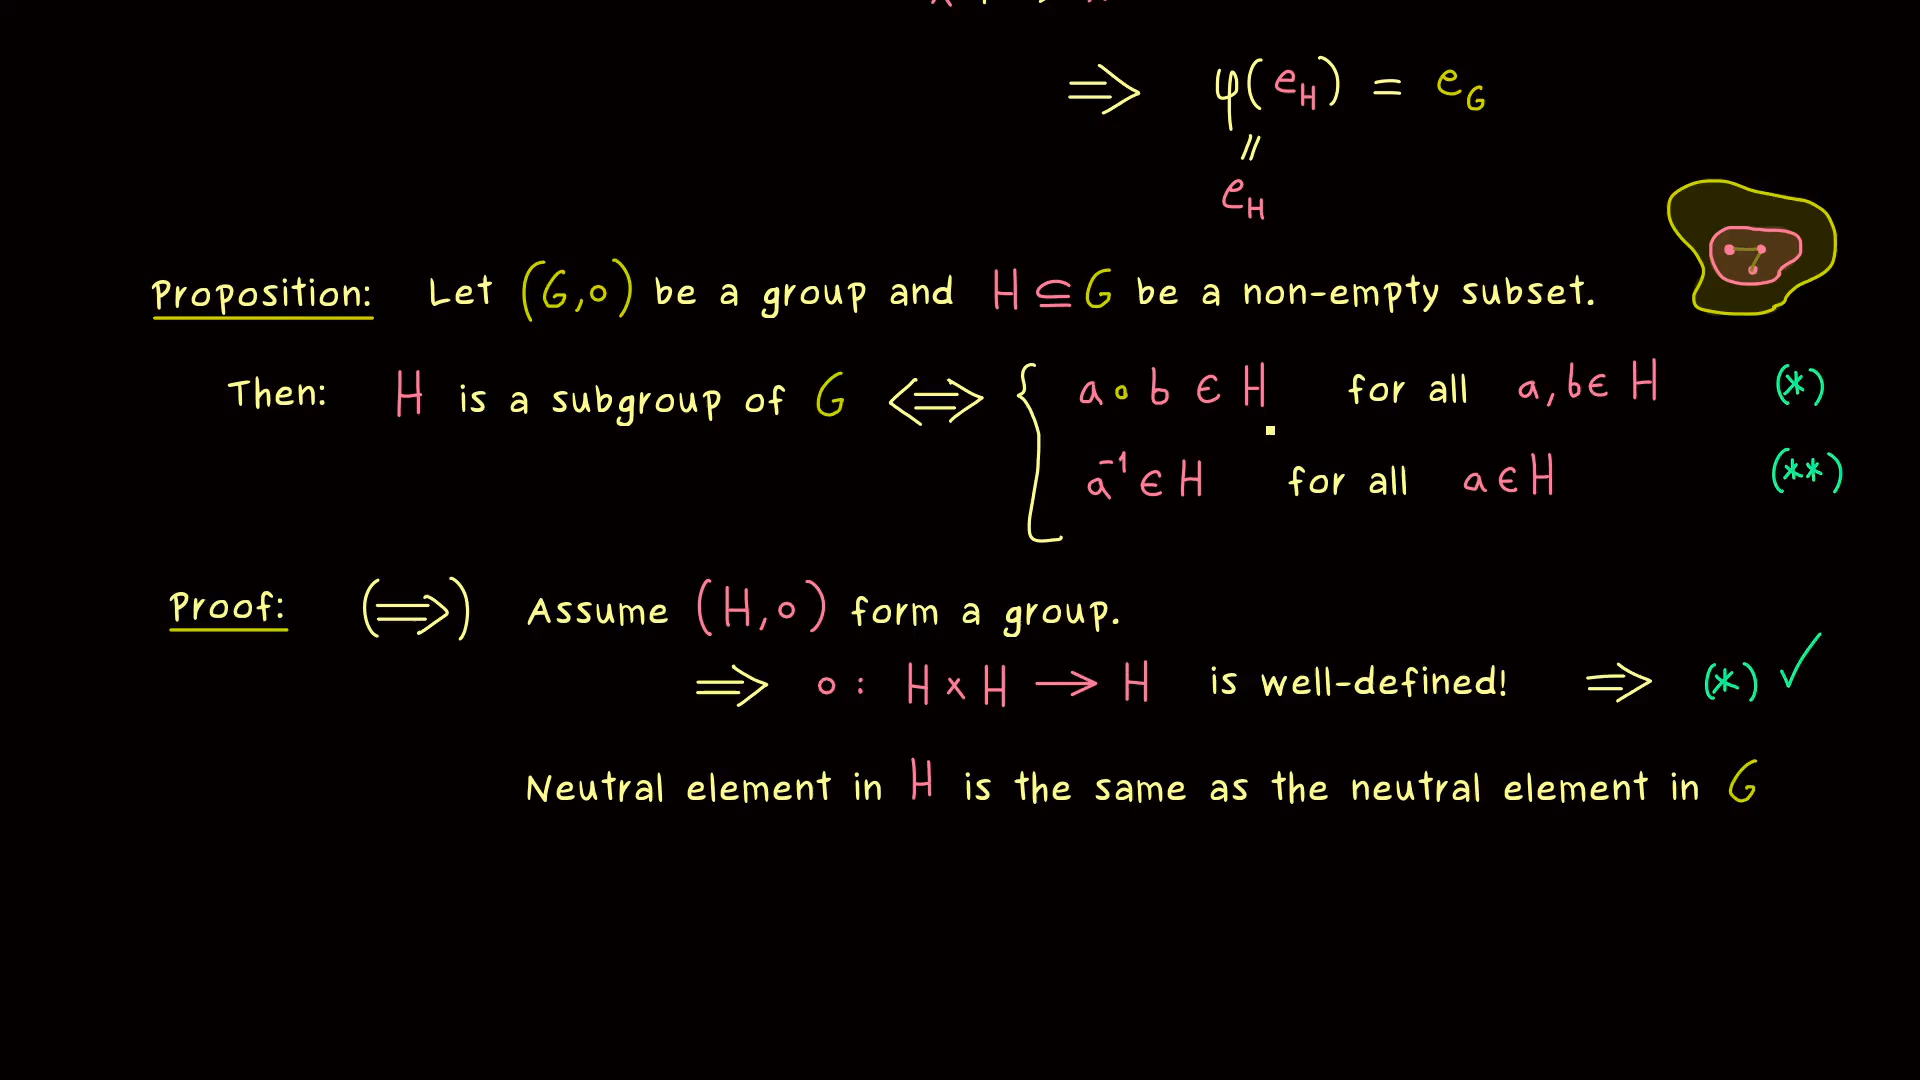 ⟹ φ(e_H) = e_G
=
e_H
Proposition: Let (G,∘) be a group and H ⊆ G be a non-empty subset.
Then: H is a subgroup of G ⟺ { a ∘ b ∈ H for all a, b ∈ H (*)
a⁻¹ ∈ H for all a ∈ H (**)
Proof: (⟹) Assume (H,∘) form a group.
⟹ ∘ : H × H ⟶ H is well-defined! ⟹ (*) ✓
Neutral element in H is the same as the neutral element in G